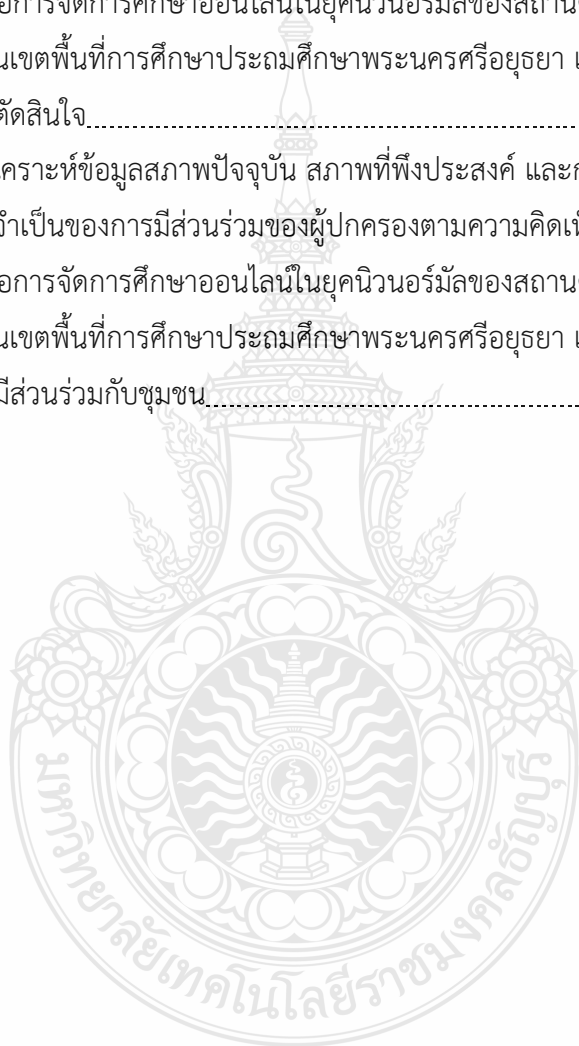 อการจัดการศึกษาออนไลน์ในยุคนิวนอร์มัลของสถานศ
นเขตพื้นที่การศึกษาประถมศึกษาพระนครศรีอยุธยา เ
ตัดสินใจ
เคราะห์ข้อมูลสภาพปัจจุบัน สภาพที่พึงประสงค์ และก
จำเป็นของการมีส่วนร่วมของผู้ปกครองตามความคิดเห
อการจัดการศึกษาออนไลน์ในยุคนิวนอร์มัลของสถานศ
นเขตพื้นที่การศึกษาประถมศึกษาพระนครศรีอยุธยา เ
มีส่วนร่วมกับชุมชน
มหาวิทยาลัยเทคโนโลยีราชมงคลธัญบุรี